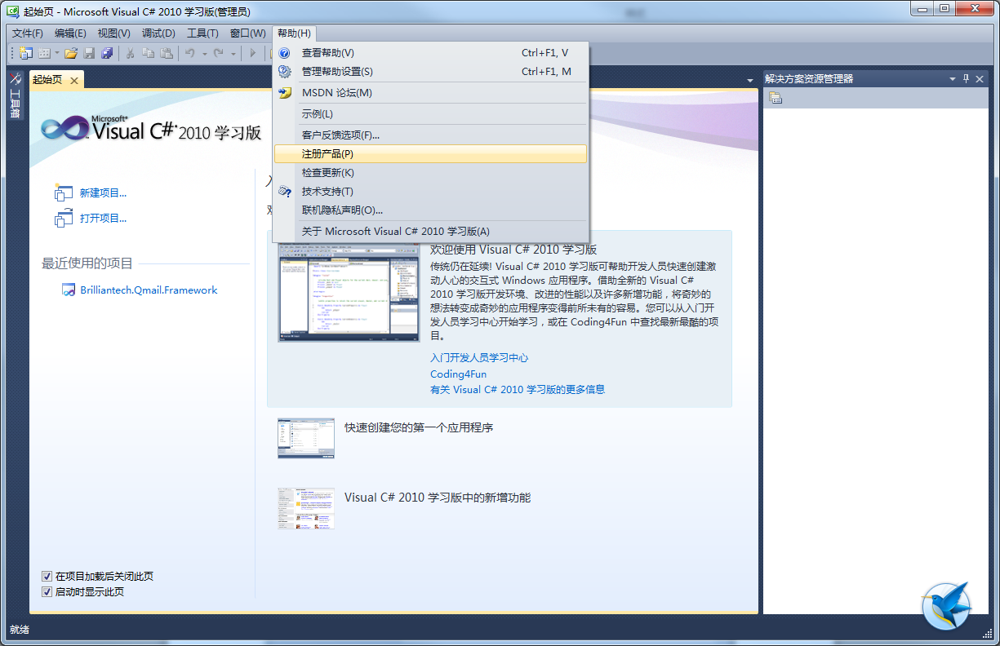 起始页 - Microsoft Visual C# 2010 学习版(管理员)
文件(F) 编辑(E) 视图(V) 调试(D) 工具(T) 窗口(W) 帮助(H)
查看帮助(V) Ctrl+F1, V
管理帮助设置(S) Ctrl+F1, M
MSDN 论坛(M)
示例(L)
客户反馈选项(F)...
注册产品(P)
检查更新(K)
技术支持(T)
联机隐私声明(O)...
关于 Microsoft Visual C# 2010 学习版(A)
工具箱
起始页
解决方案资源管理器
Microsoft®
Visual C#® 2010 学习版
新建项目...
打开项目...
最近使用的项目
Brilliantech.Qmail.Framework
欢迎使用 Visual C# 2010 学习版
传统仍在延续! Visual C# 2010 学习版可帮助开发人员快速创建激
动人心的交互式 Windows 应用程序。借助全新的 Visual C#
2010 学习版开发环境、改进的性能以及许多新增功能，将奇妙的
想法转变成奇妙的应用程序变得前所未有的容易。您可以从入门开
发人员学习中心开始学习，或在 Coding4Fun 中查找最新最酷的项
目。
入门开发人员学习中心
Coding4Fun
有关 Visual C# 2010 学习版的更多信息
快速创建您的第一个应用程序
Visual C# 2010 学习版中的新增功能
在项目加载后关闭此页
启动时显示此页
就绪